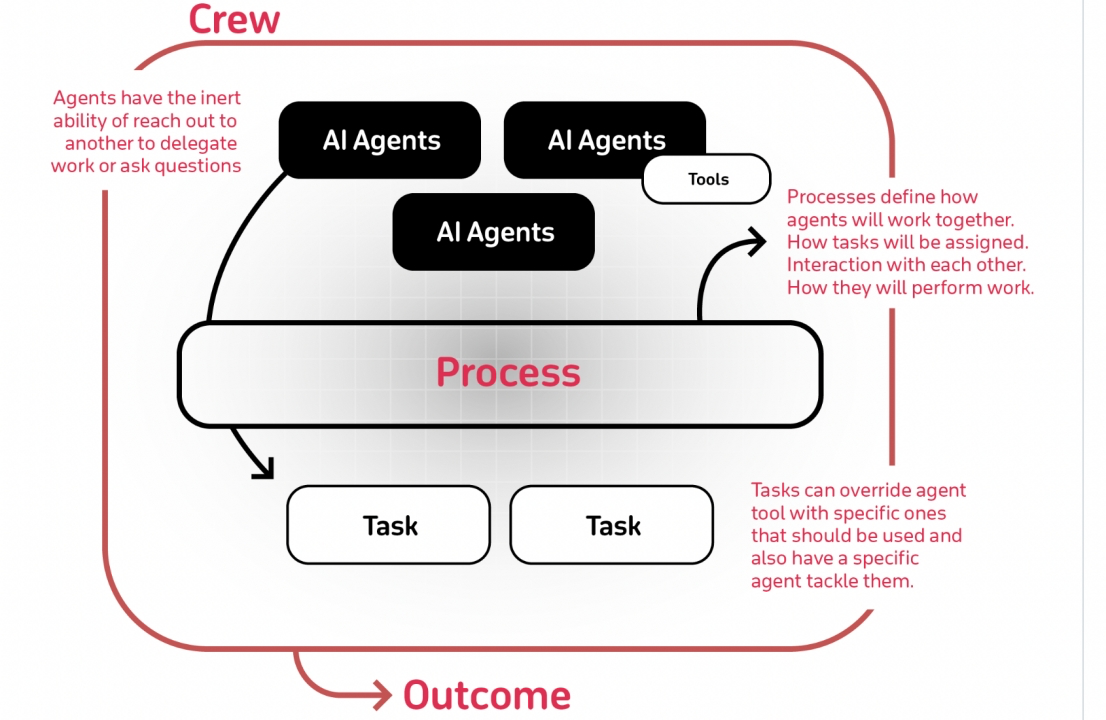 Crew
Agents have the inert
ability of reach out to
another to delegate
work or ask questions
AI Agents
AI Agents
Tools
AI Agents
Processes define how
agents will work together.
How tasks will be assigned.
Interaction with each other.
How they will perform work.
Process
Task
Task
Tasks can override agent
tool with specific ones
that should be used and
also have a specific
agent tackle them.
Outcome